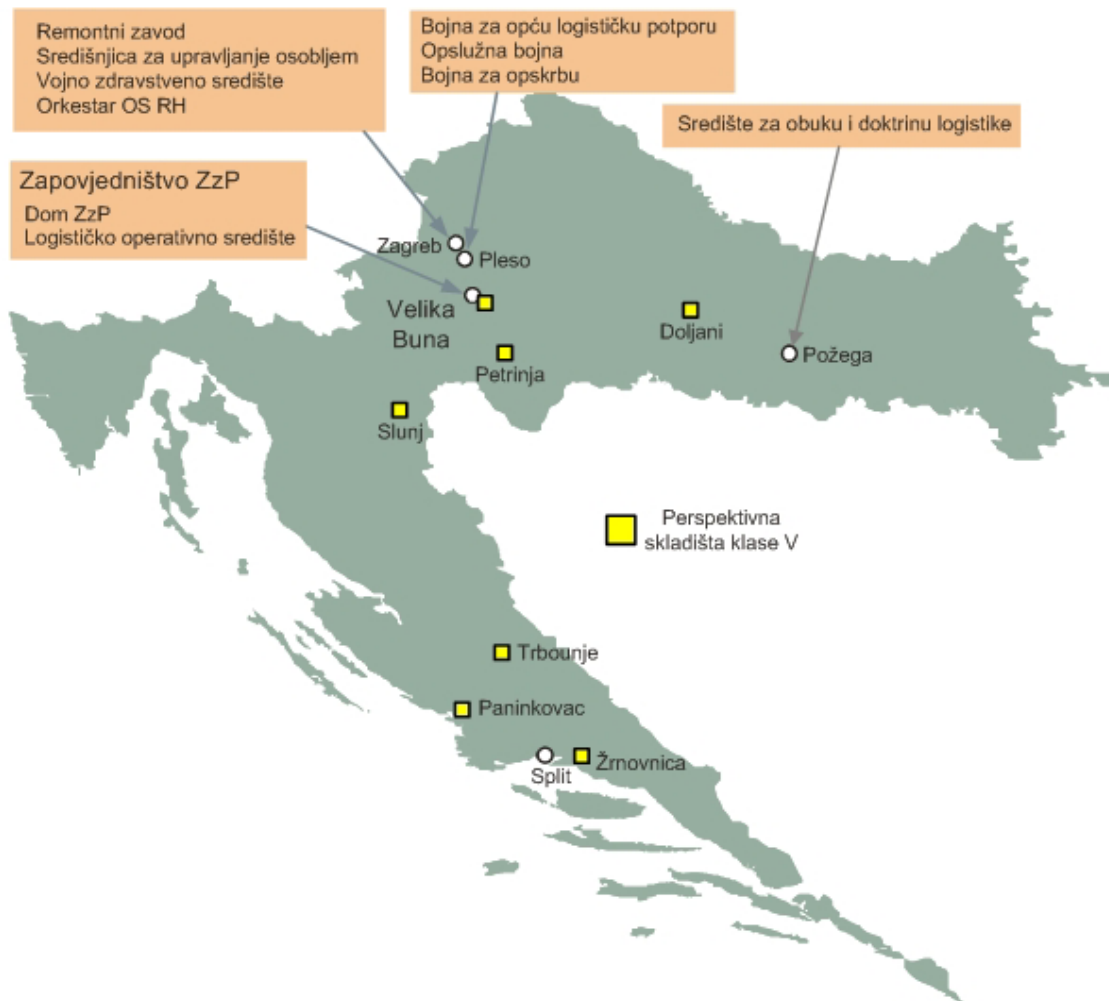 Remontni zavod
Središnjica za upravljanje osobljem
Vojno zdravstveno središte
Orkestar OS RH
Bojna za opću logističku potporu
Opslužna bojna
Bojna za opskrbu
Središte za obuku i doktrinu logistike
Zapovjedništvo ZzP
Dom ZzP
Logističko operativno središte
Zagreb
Pleso
Velika
Buna
Doljani
Petrinja
Požega
Slunj
Perspektivna
skladišta klase V
Trbounje
Paninkovac
Žrnovnica
Split